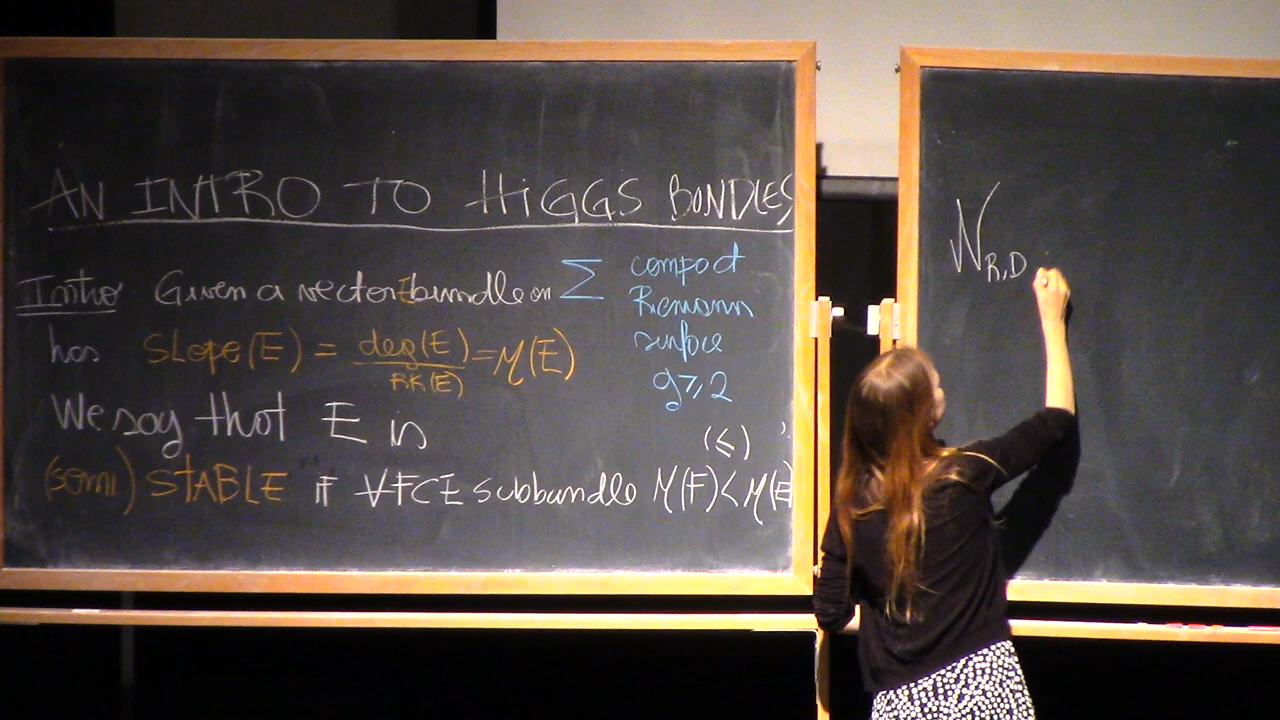 AN INTRO TO HiGGS BUNDLES
Intro Given a vector E bundle on Σ compact Riemann surface g ≥ 2
has SLOPE(E) = deg(E)/RK(E) = μ(E)
We say that E is
(semi) STABLE if ∀ F ⊂ E subbundle μ(F) < μ(E)
(≤)
N R,D